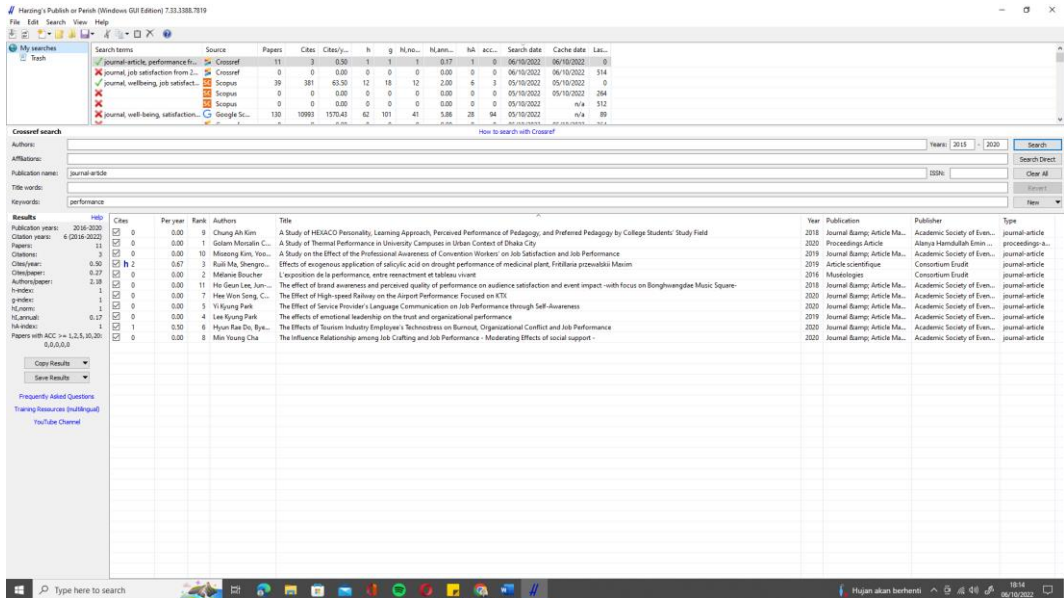 Harzing's Publish or Perish (Windows GUI Edition) 7.33.3388.7819
File Edit Search View Help
My searches
Trash
Search terms Source Papers Cites Cites/y... h g hI,no... hI,ann... hA acc... Search date Cache date Las...
journal-article, performance fr... Crossref 11 3 0.50 1 1 1 0.17 1 0 06/10/2022 06/10/2022 0
journal, job satisfaction from 2... Crossref 0 0 0.00 0 0 0 0.00 0 0 06/10/2022 06/10/2022 514
journal, wellbeing, job satisfact... Scopus 39 381 63.50 12 18 12 2.00 6 3 05/10/2022 05/10/2022 0
Scopus 0 0 0.00 0 0 0 0.00 0 0 05/10/2022 05/10/2022 264
Scopus 0 0 0.00 0 0 0 0.00 0 0 05/10/2022 n/a 512
journal, well-being, satisfaction... Google Sc... 130 10993 1570.43 62 101 41 5.86 28 94 05/10/2022 n/a 89
Crossref search How to search with Crossref
Authors: Years: 2015 - 2020 Search
Affiliations: Search Direct
Publication name: journal-article ISSN: Clear All
Title words: Revert
Keywords: performance New
Results Help
Publication years: 2016-2020
Citation years: 6 (2016-2022)
Papers: 11
Citations: 3
Cites/year: 0.50
Cites/paper: 0.27
Authors/paper: 2.18
h-index: 1
g-index: 1
hI,norm: 1
hI,annual: 0.17
hA-index: 1
Papers with ACC >= 1,2,5,10,20:
0,0,0,0,0
Copy Results
Save Results
Frequently Asked Questions
Training Resources (multilingual)
YouTube Channel
Cites Per year Rank Authors Title Year Publication Publisher Type
0 0.00 9 Chung Ah Kim A Study of HEXACO Personality, Learning Approach, Perceived Performance of Pedagogy, and Preferred Pedagogy by College Students' Study Field 2018 Journal &amp; Article Ma... Academic Society of Even... journal-article
0 0.00 1 Golam Morsalin C... A Study of Thermal Performance in University Campuses in Urban Context of Dhaka City 2020 Proceedings Article Alanya Hamdullah Emin ... proceedings-a...
0 0.00 10 Miseong Kim, Yoo... A Study on the Effect of the Professional Awareness of Convention Workers' on Job Satisfaction and Job Performance 2019 Journal &amp; Article Ma... Academic Society of Even... journal-article
h 2 0.67 3 Ruili Ma, Shengro... Effects of exogenous application of salicylic acid on drought performance of medicinal plant, Fritillaria przewalskii Maxim 2019 Article scientifique Consortium Erudit journal-article
0 0.00 2 Mélanie Boucher L'exposition de la performance, entre reenactment et tableau vivant 2016 Muséologies Consortium Erudit journal-article
0 0.00 11 Ho Geun Lee, Jun-... The effect of brand awareness and perceived quality of performance on audience satisfaction and event impact -with focus on Bonghwangdae Music Square- 2018 Journal &amp; Article Ma... Academic Society of Even... journal-article
0 0.00 7 Hee Won Song, C... The Effect of High-speed Railway on the Airport Performance: Focused on KTX 2020 Journal &amp; Article Ma... Academic Society of Even... journal-article
0 0.00 5 Yi Kyung Park The Effect of Service Provider's Language Communication on Job Performance through Self-Awareness 2020 Journal &amp; Article Ma... Academic Society of Even... journal-article
0 0.00 4 Lee Kyung Park The effects of emotional leadership on the trust and organizational performance 2019 Journal &amp; Article Ma... Academic Society of Even... journal-article
1 0.50 6 Hyun Rae Do, Bye... The Effects of Tourism Industry Employee's Technostress on Burnout, Organizational Conflict and Job Performance 2020 Journal &amp; Article Ma... Academic Society of Even... journal-article
0 0.00 8 Min Young Cha The Influence Relationship among Job Crafting and Job Performance - Moderating Effects of social support - 2020 Journal &amp; Article Ma... Academic Society of Even... journal-article
Type here to search
Hujan akan berhenti 18:14
06/10/2022